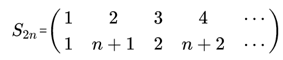 S₂ₙ = ( 1 2 3 4 ⋯
1 n + 1 2 n + 2 ⋯ )